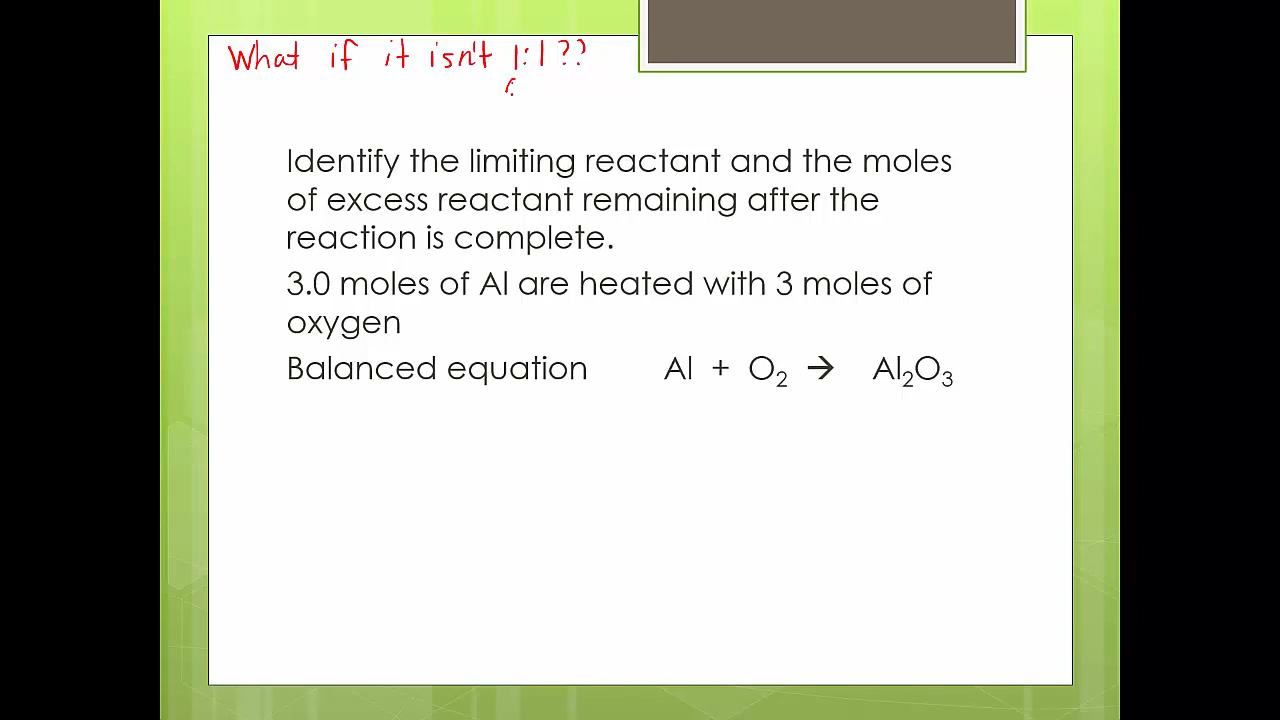 What if it isn't 1:1??
Identify the limiting reactant and the moles
of excess reactant remaining after the
reaction is complete.
3.0 moles of Al are heated with 3 moles of
oxygen
Balanced equation Al + O₂ → Al₂O₃